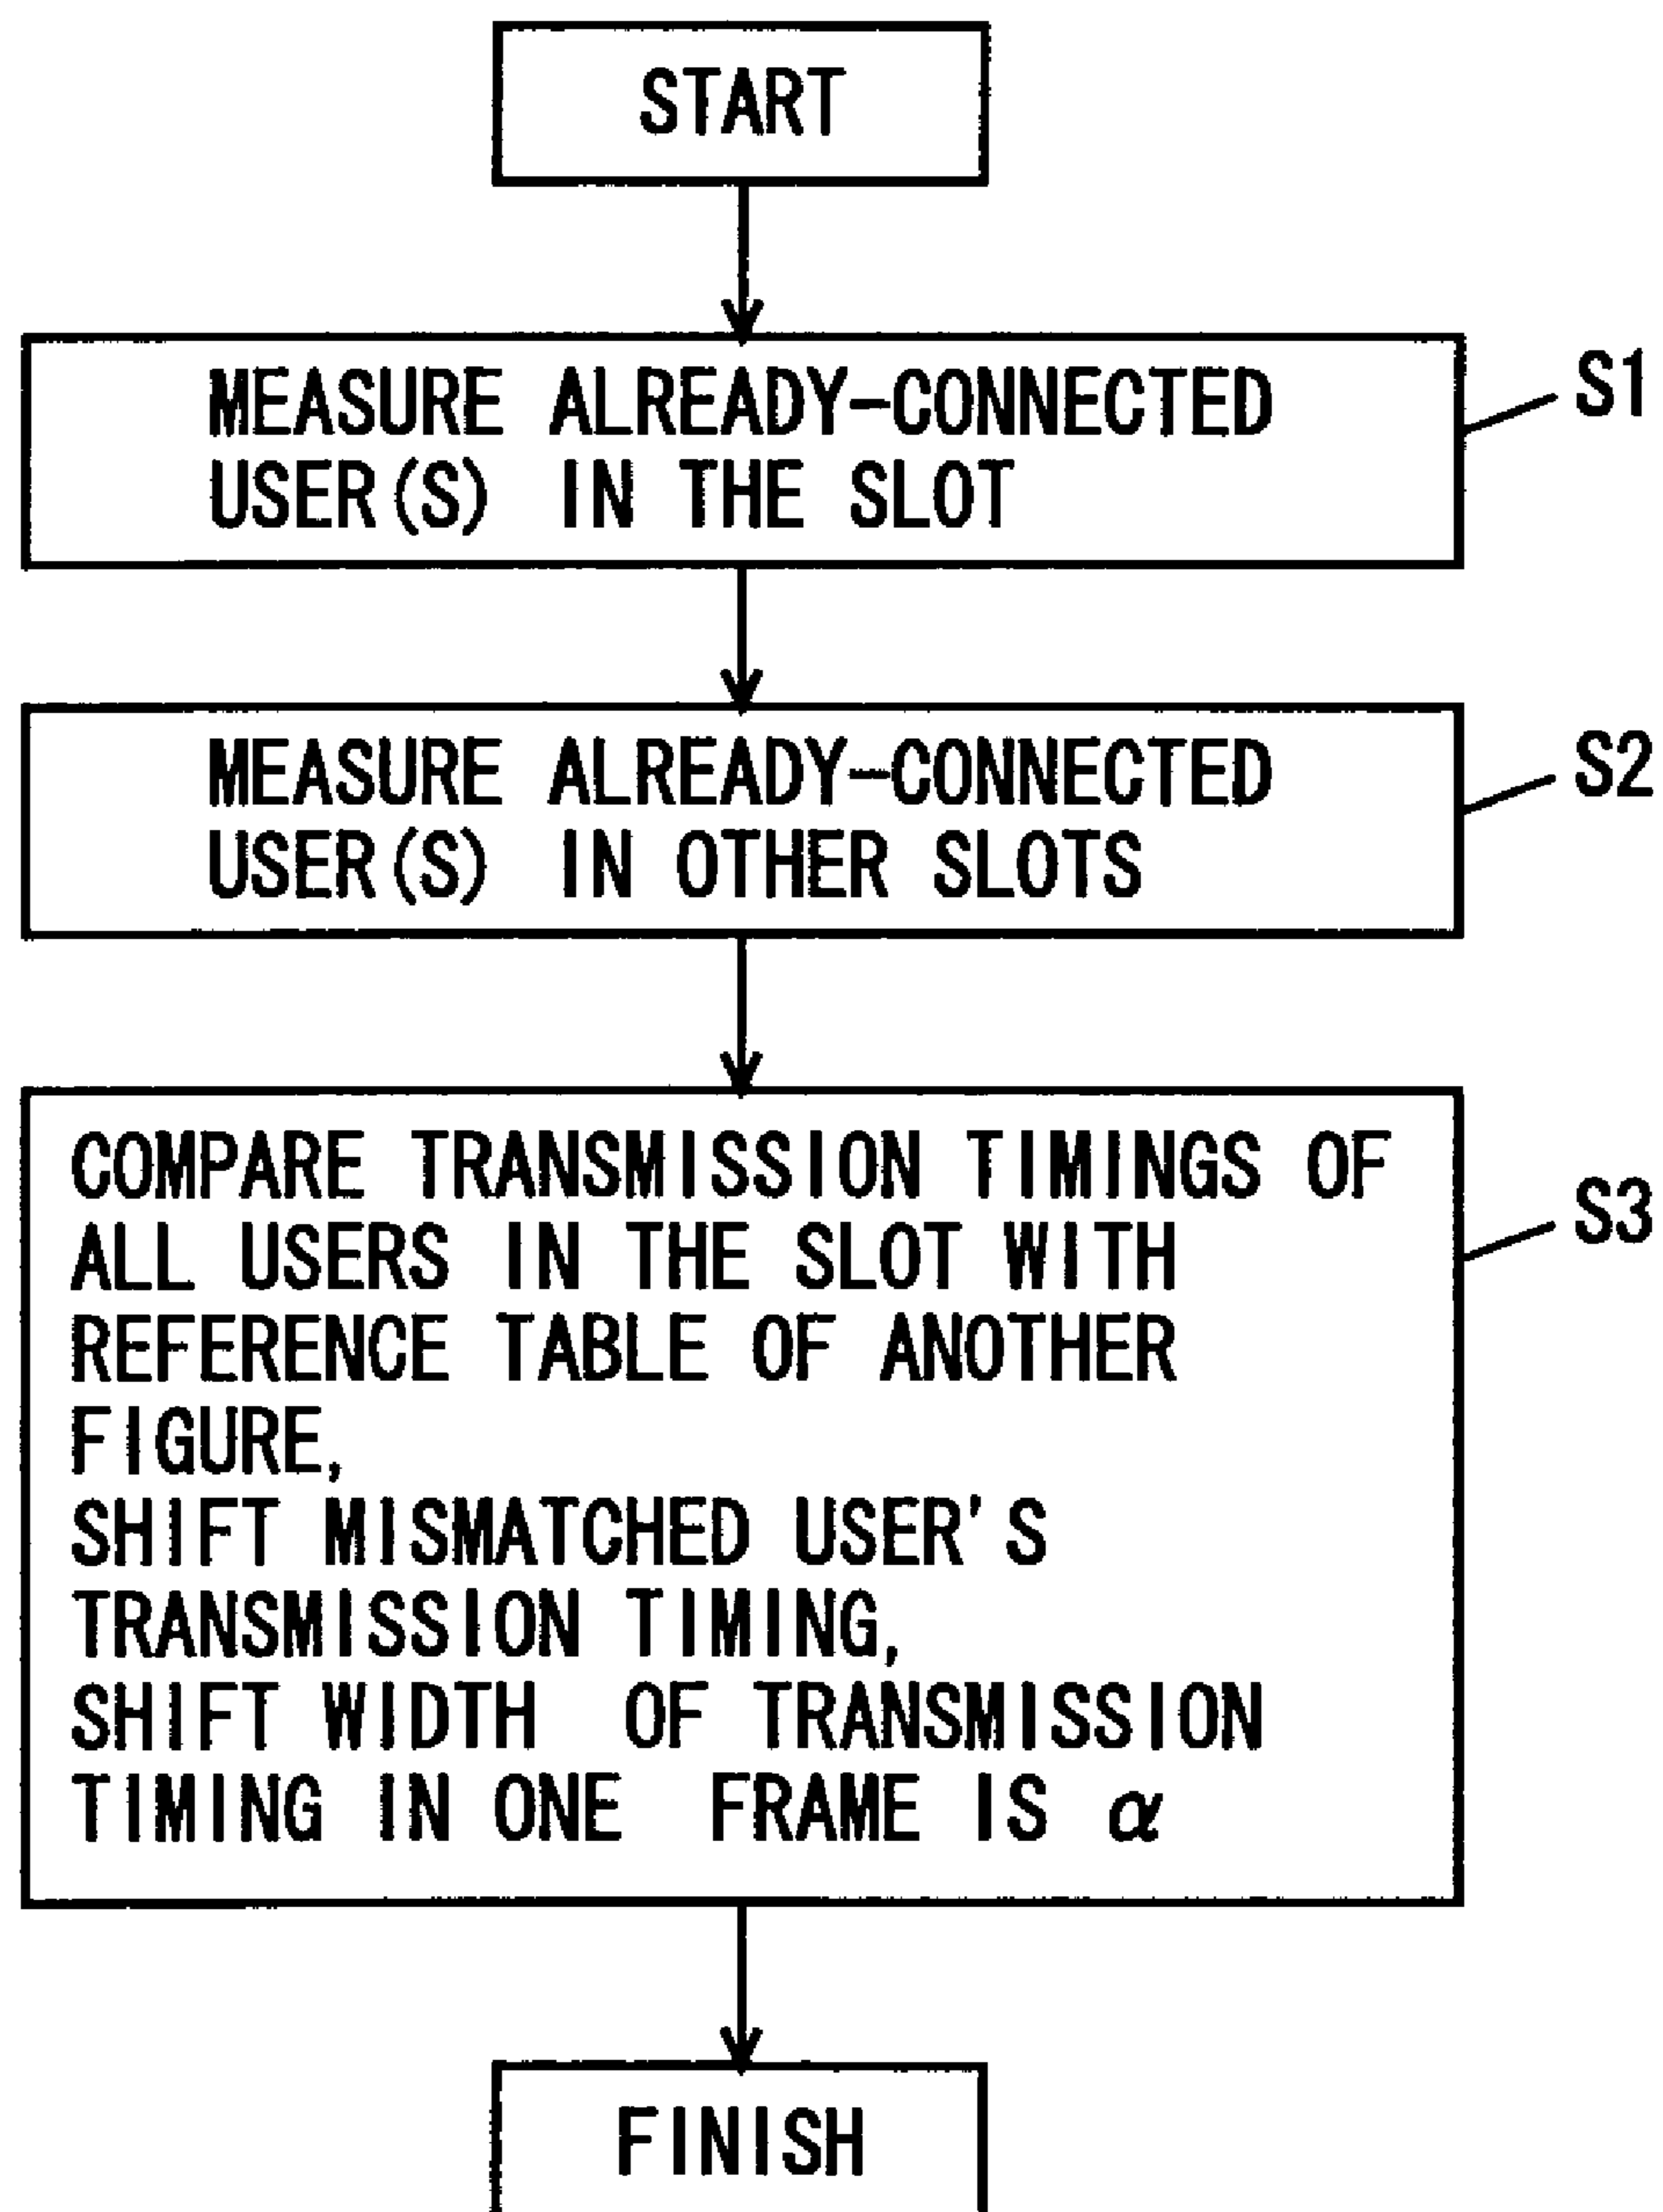 START
MEASURE ALREADY-CONNECTED
USER(S) IN THE SLOT
S1
MEASURE ALREADY-CONNECTED
USER(S) IN OTHER SLOTS
S2
COMPARE TRANSMISSION TIMINGS OF
ALL USERS IN THE SLOT WITH
REFERENCE TABLE OF ANOTHER
FIGURE,
SHIFT MISMATCHED USER'S
TRANSMISSION TIMING,
SHIFT WIDTH OF TRANSMISSION
TIMING IN ONE FRAME IS α
S3
FINISH